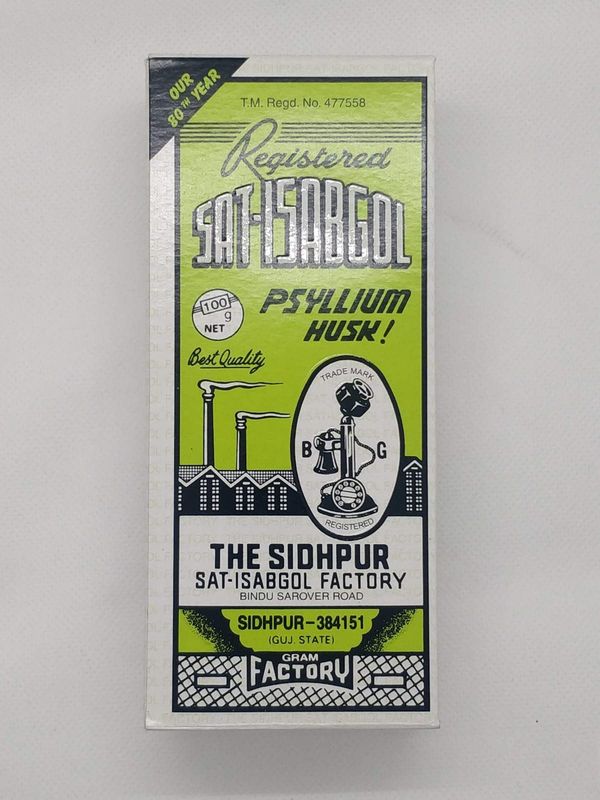 OUR
80TH YEAR
T.M. Regd. No. 477558
Registered
SAT-ISABGOL
100
g
NET
PSYLLIUM
HUSK!
Best Quality
TRADE MARK
B G
REGISTERED
THE SIDHPUR
SAT-ISABGOL FACTORY
BINDU SAROVER ROAD
SIDHPUR-384151
(GUJ. STATE)
GRAM
FACTORY